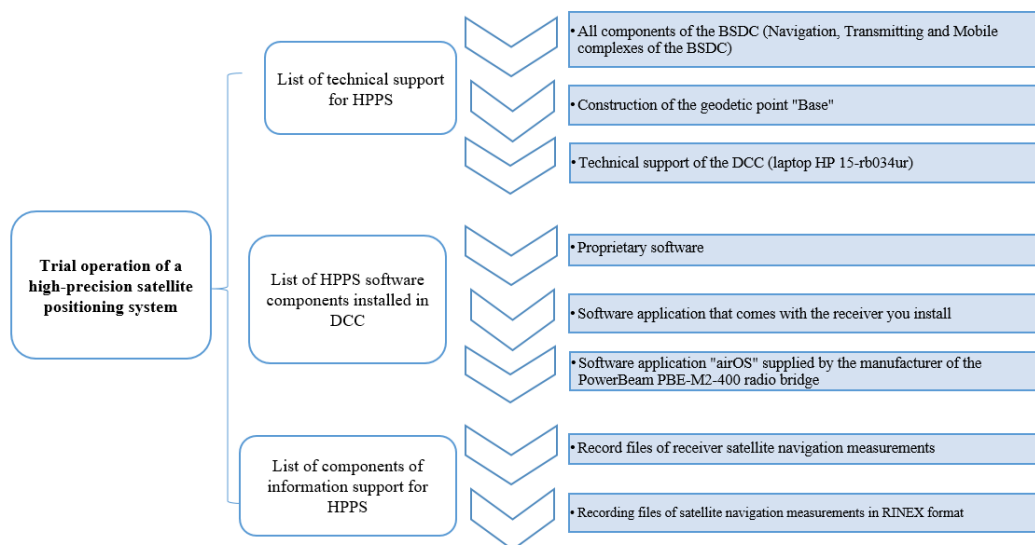 Trial operation of a
high-precision satellite
positioning system
List of technical support
for HPPS
• All components of the BSDC (Navigation, Transmitting and Mobile
complexes of the BSDC)
• Construction of the geodetic point "Base"
• Technical support of the DCC (laptop HP 15-rb034ur)
List of HPPS software
components installed in
DCC
• Proprietary software
• Software application that comes with the receiver you install
• Software application "airOS" supplied by the manufacturer of the
PowerBeam PBE-M2-400 radio bridge
List of components of
information support for
HPPS
• Record files of receiver satellite navigation measurements
• Recording files of satellite navigation measurements in RINEX format